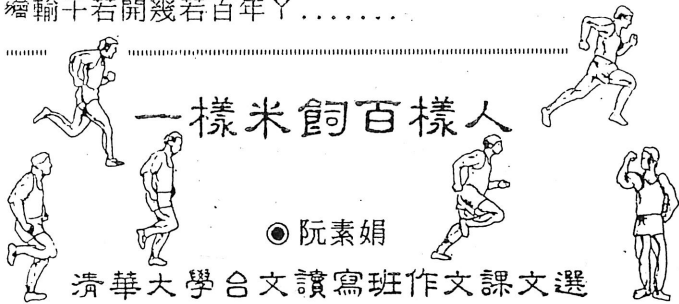 輸十若開幾若百年丫.......
一樣米飼百樣人
◉ 阮素娟
清華大學台文讀寫班作文課文選